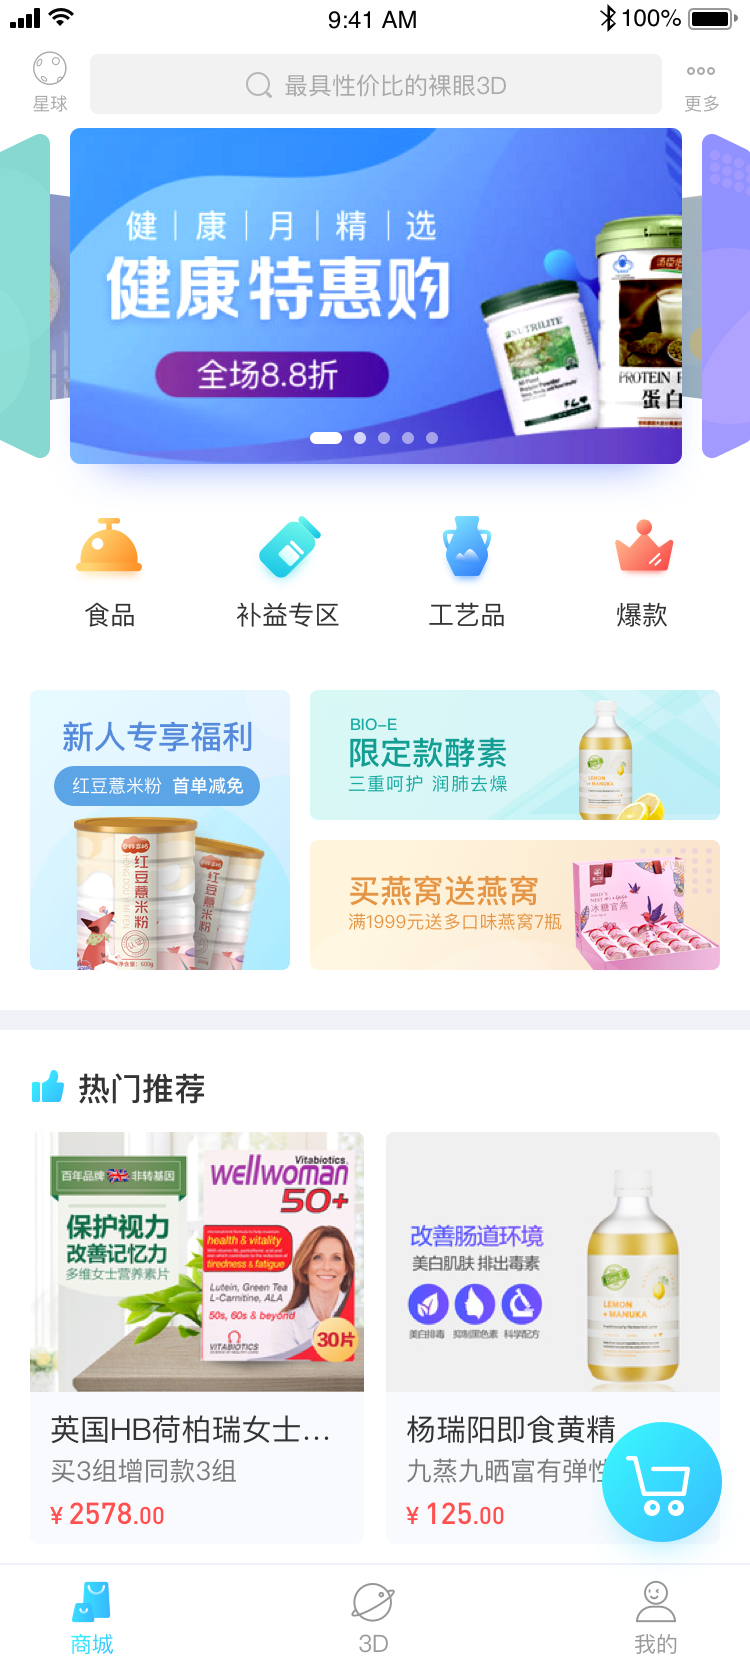 9:41 AM
100%
星球
最具性价比的裸眼3D
更多
健康月精选
健康特惠购
全场8.8折
NUTRILITE
All Plant
Protein Powder
PROTEIN
蛋白
食品
补益专区
工艺品
爆款
新人专享福利
红豆薏米粉 首单减免
红豆薏米粉
红豆薏米粉
BIO-E
限定款酵素
三重呵护 润肺去燥
LEMON
+ MANUKA
买燕窝送燕窝
满1999元送多口味燕窝7瓶
冰糖官燕
热门推荐
百年品牌 非转基因
保护视力
改善记忆力
多维女士营养素片
Vitabiotics
wellwoman
50+
health & vitality
tiredness & fatigue
Lutein, Green Tea
L-Carnitine, ALA
50s, 60s & beyond
VITABIOTICS
30片
改善肠道环境
美白肌肤 排出毒素
美白排毒 抑制黑色素 科学配方
LEMON
+ MANUKA
英国HB荷柏瑞女士...
买3组增同款3组
¥ 2578.00
杨瑞阳即食黄精
九蒸九晒富有弹性
¥ 125.00
商城
3D
我的